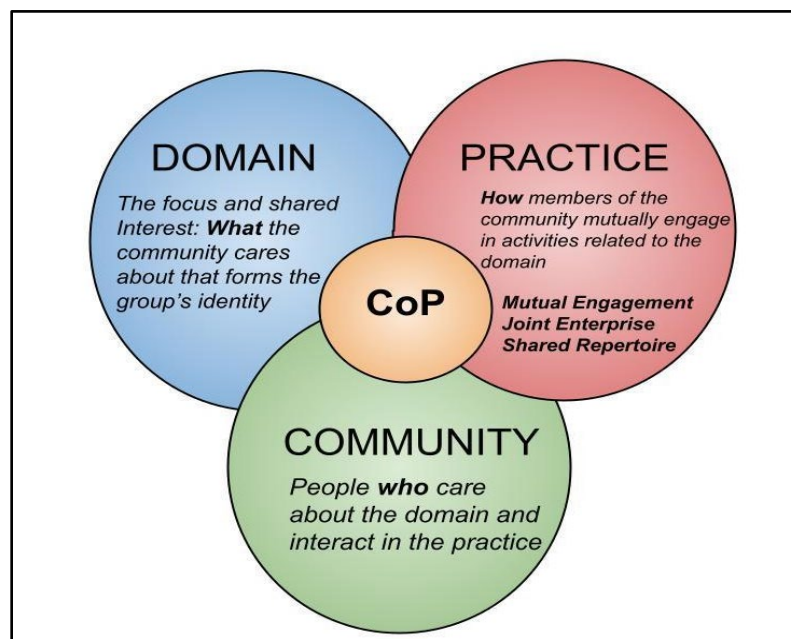 DOMAIN
The focus and shared
Interest: What the
community cares
about that forms the
group's identity
PRACTICE
How members of the
community mutually engage
in activities related to the
domain
Mutual Engagement
Joint Enterprise
Shared Repertoire
CoP
COMMUNITY
People who care
about the domain and
interact in the practice